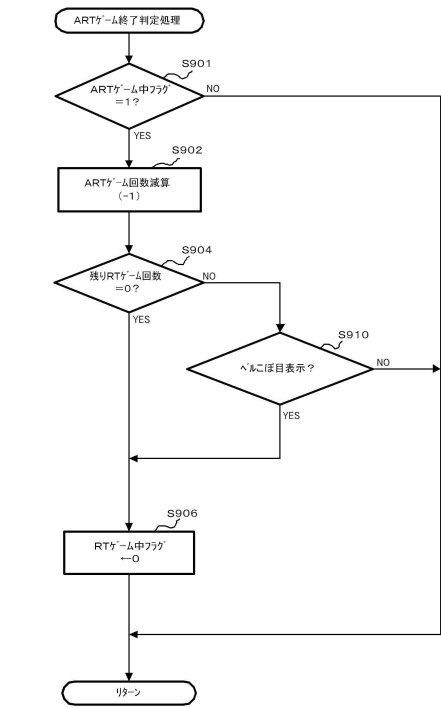 ARTｹﾞｰﾑ終了判定処理
S901
ARTｹﾞｰﾑ中ﾌﾗｸﾞ
=1?
NO
YES
S902
ARTｹﾞｰﾑ回数減算
(-1)
S904
残りRTｹﾞｰﾑ回数
=0?
NO
YES
S910
ﾍﾞﾙこぼ目表示?
NO
YES
S906
RTｹﾞｰﾑ中ﾌﾗｸﾞ
←0
ﾘﾀｰﾝ